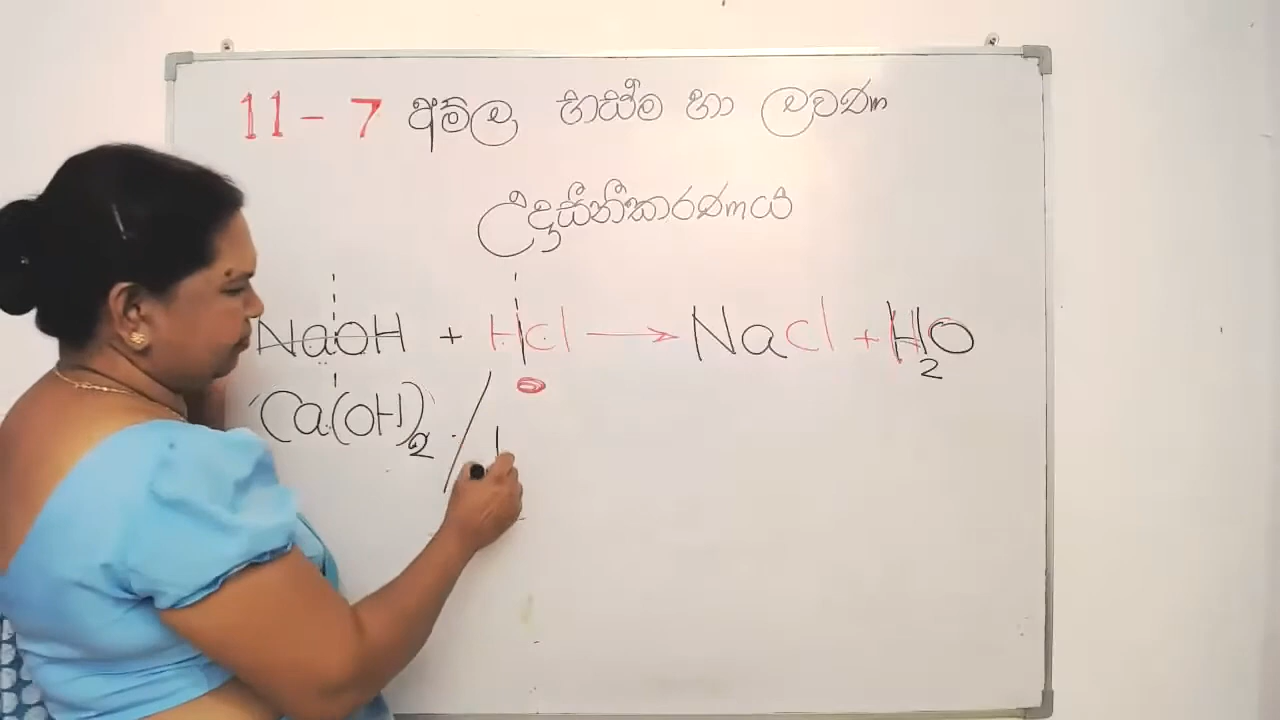 11 - 7 අම්ල භස්ම හා ලවණ
උදාසීනීකරණය
NaOH + HCl → NaCl + H₂O
Ca(OH)₂ /